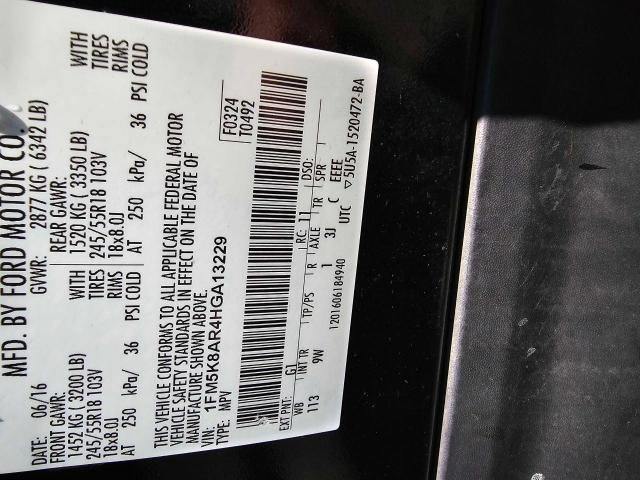 MFD. BY FORD MOTOR CO.
DATE: 06/16 GVWR: 2877 KG ( 6342 LB)
FRONT GAWR: REAR GAWR:
1452 KG ( 3200 LB) WITH 1520 KG ( 3350 LB) WITH
245/55R18 103V TIRES 245/55R18 103V TIRES
18x8.0J RIMS 18x8.0J RIMS
AT 250 kPa/ 36 PSI COLD AT 250 kPa/ 36 PSI COLD
THIS VEHICLE CONFORMS TO ALL APPLICABLE FEDERAL MOTOR
VEHICLE SAFETY STANDARDS IN EFFECT ON THE DATE OF
MANUFACTURE SHOWN ABOVE.
VIN: 1FM5K8AR4HGA13229
TYPE: MPV
F0324
T0492
EXT PNT: G1 RC: 11 DSO:
WB INT TR TP/PS R AXLE TR SPR
113 9W 1 3J C EEEE
UTC ▽5U5A-1520472-BA
1201606184940